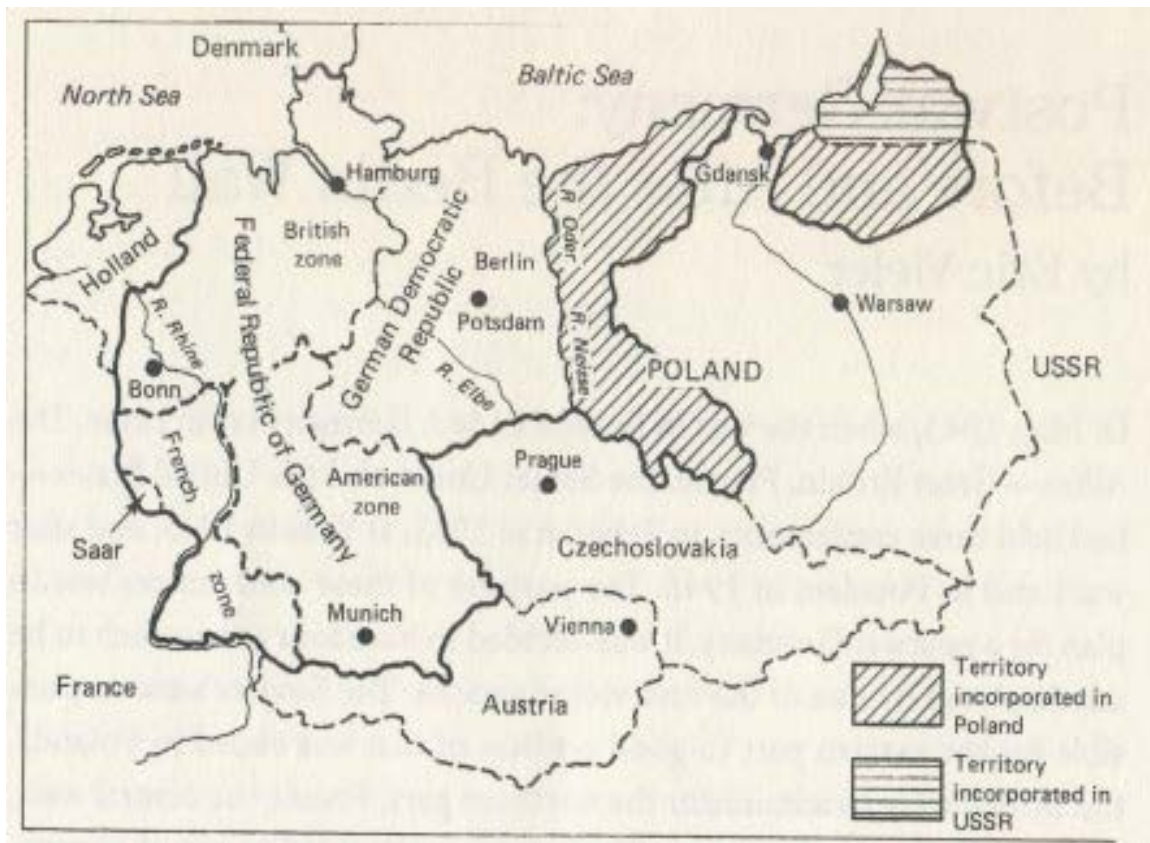 Denmark
North Sea
Baltic Sea
Hamburg
Gdansk
British
zone
Holland
Federal Republic of Germany
German Democratic
Republic
Berlin
Potsdam
R. Oder
R. Neisse
R. Rhine
R. Elbe
Warsaw
POLAND
USSR
Bonn
French
zone
American
zone
Prague
Saar
Czechoslovakia
Munich
Vienna
France
Austria
Territory
incorporated in
Poland
Territory
incorporated in
USSR